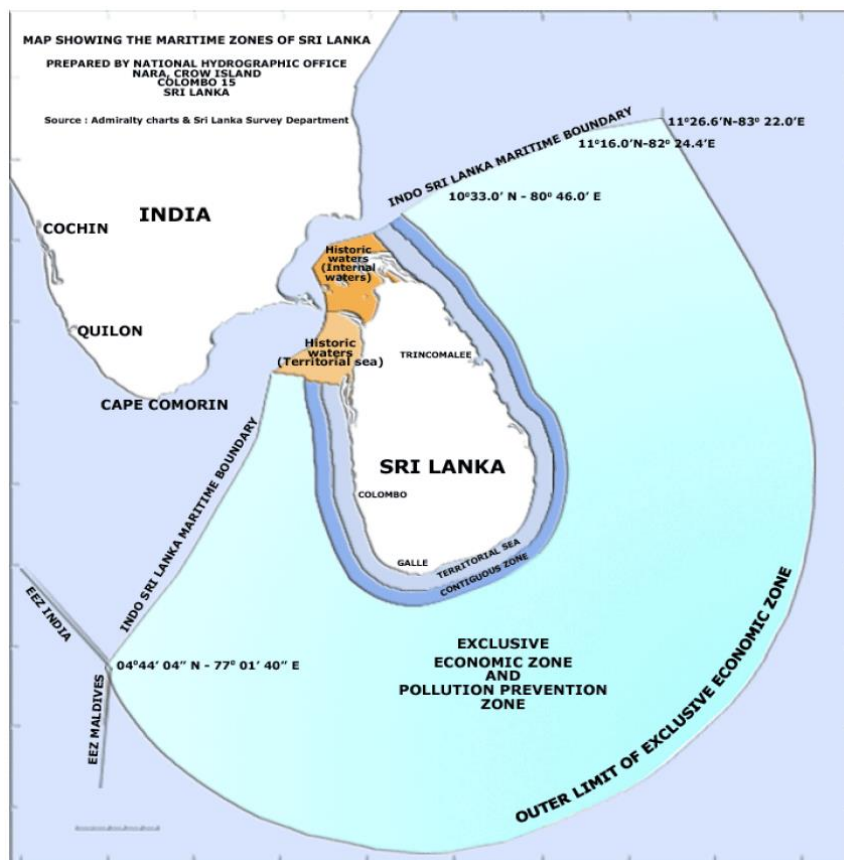 MAP SHOWING THE MARITIME ZONES OF SRI LANKA
PREPARED BY NATIONAL HYDROGRAPHIC OFFICE
NARA, CROW ISLAND
COLOMBO 15
SRI LANKA
Source : Admiralty charts & Sri Lanka Survey Department
11°26.6'N-83° 22.0'E
11°16.0'N-82° 24.4'E
INDO SRI LANKA MARITIME BOUNDARY
10°33.0' N - 80° 46.0' E
INDIA
COCHIN
Historic
waters
(Internal
waters)
QUILON
Historic
waters
(Territorial sea)
TRINCOMALEE
CAPE COMORIN
SRI LANKA
COLOMBO
INDO SRI LANKA MARITIME BOUNDARY
GALLE
TERRITORIAL SEA
CONTIGUOUS ZONE
EEZ INDIA
EXCLUSIVE
ECONOMIC ZONE
AND
POLLUTION PREVENTION
ZONE
04°44' 04" N - 77° 01' 40" E
EEZ MALDIVES
OUTER LIMIT OF EXCLUSIVE ECONOMIC ZONE